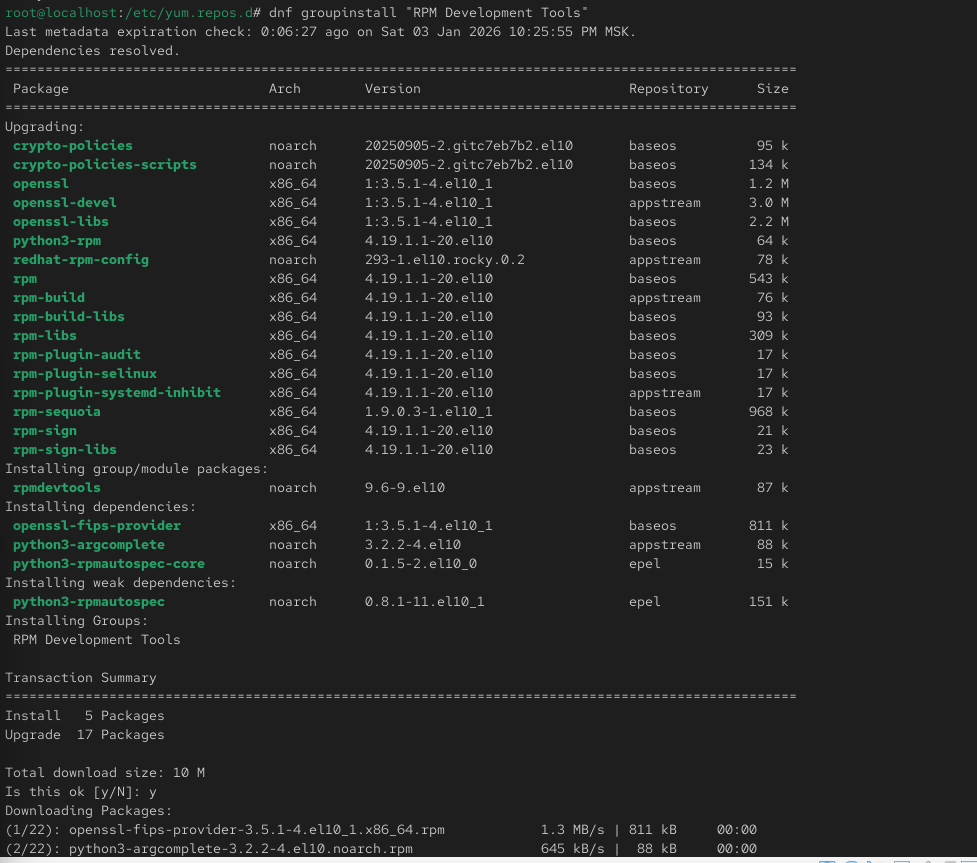 root@localhost:/etc/yum.repos.d# dnf groupinstall "RPM Development Tools"
Last metadata expiration check: 0:06:27 ago on Sat 03 Jan 2026 10:25:55 PM MSK.
Dependencies resolved.
===================================================================================================
Package Arch Version Repository Size
===================================================================================================
Upgrading:
crypto-policies noarch 20250905-2.gitc7eb7b2.el10 baseos 95 k
crypto-policies-scripts noarch 20250905-2.gitc7eb7b2.el10 baseos 134 k
openssl x86_64 1:3.5.1-4.el10_1 baseos 1.2 M
openssl-devel x86_64 1:3.5.1-4.el10_1 appstream 3.0 M
openssl-libs x86_64 1:3.5.1-4.el10_1 baseos 2.2 M
python3-rpm x86_64 4.19.1.1-20.el10 baseos 64 k
redhat-rpm-config noarch 293-1.el10.rocky.0.2 appstream 78 k
rpm x86_64 4.19.1.1-20.el10 baseos 543 k
rpm-build x86_64 4.19.1.1-20.el10 appstream 76 k
rpm-build-libs x86_64 4.19.1.1-20.el10 baseos 93 k
rpm-libs x86_64 4.19.1.1-20.el10 baseos 309 k
rpm-plugin-audit x86_64 4.19.1.1-20.el10 baseos 17 k
rpm-plugin-selinux x86_64 4.19.1.1-20.el10 baseos 17 k
rpm-plugin-systemd-inhibit x86_64 4.19.1.1-20.el10 appstream 17 k
rpm-sequoia x86_64 1.9.0.3-1.el10_1 baseos 968 k
rpm-sign x86_64 4.19.1.1-20.el10 baseos 21 k
rpm-sign-libs x86_64 4.19.1.1-20.el10 baseos 23 k
Installing group/module packages:
rpmdevtools noarch 9.6-9.el10 appstream 87 k
Installing dependencies:
openssl-fips-provider x86_64 1:3.5.1-4.el10_1 baseos 811 k
python3-argcomplete noarch 3.2.2-4.el10 appstream 88 k
python3-rpmautospec-core noarch 0.1.5-2.el10_0 epel 15 k
Installing weak dependencies:
python3-rpmautospec noarch 0.8.1-11.el10_1 epel 151 k
Installing Groups:
RPM Development Tools
Transaction Summary
===================================================================================================
Install 5 Packages
Upgrade 17 Packages
Total download size: 10 M
Is this ok [y/N]: y
Downloading Packages:
(1/22): openssl-fips-provider-3.5.1-4.el10_1.x86_64.rpm 1.3 MB/s | 811 kB 00:00
(2/22): python3-argcomplete-3.2.2-4.el10.noarch.rpm 645 kB/s | 88 kB 00:00